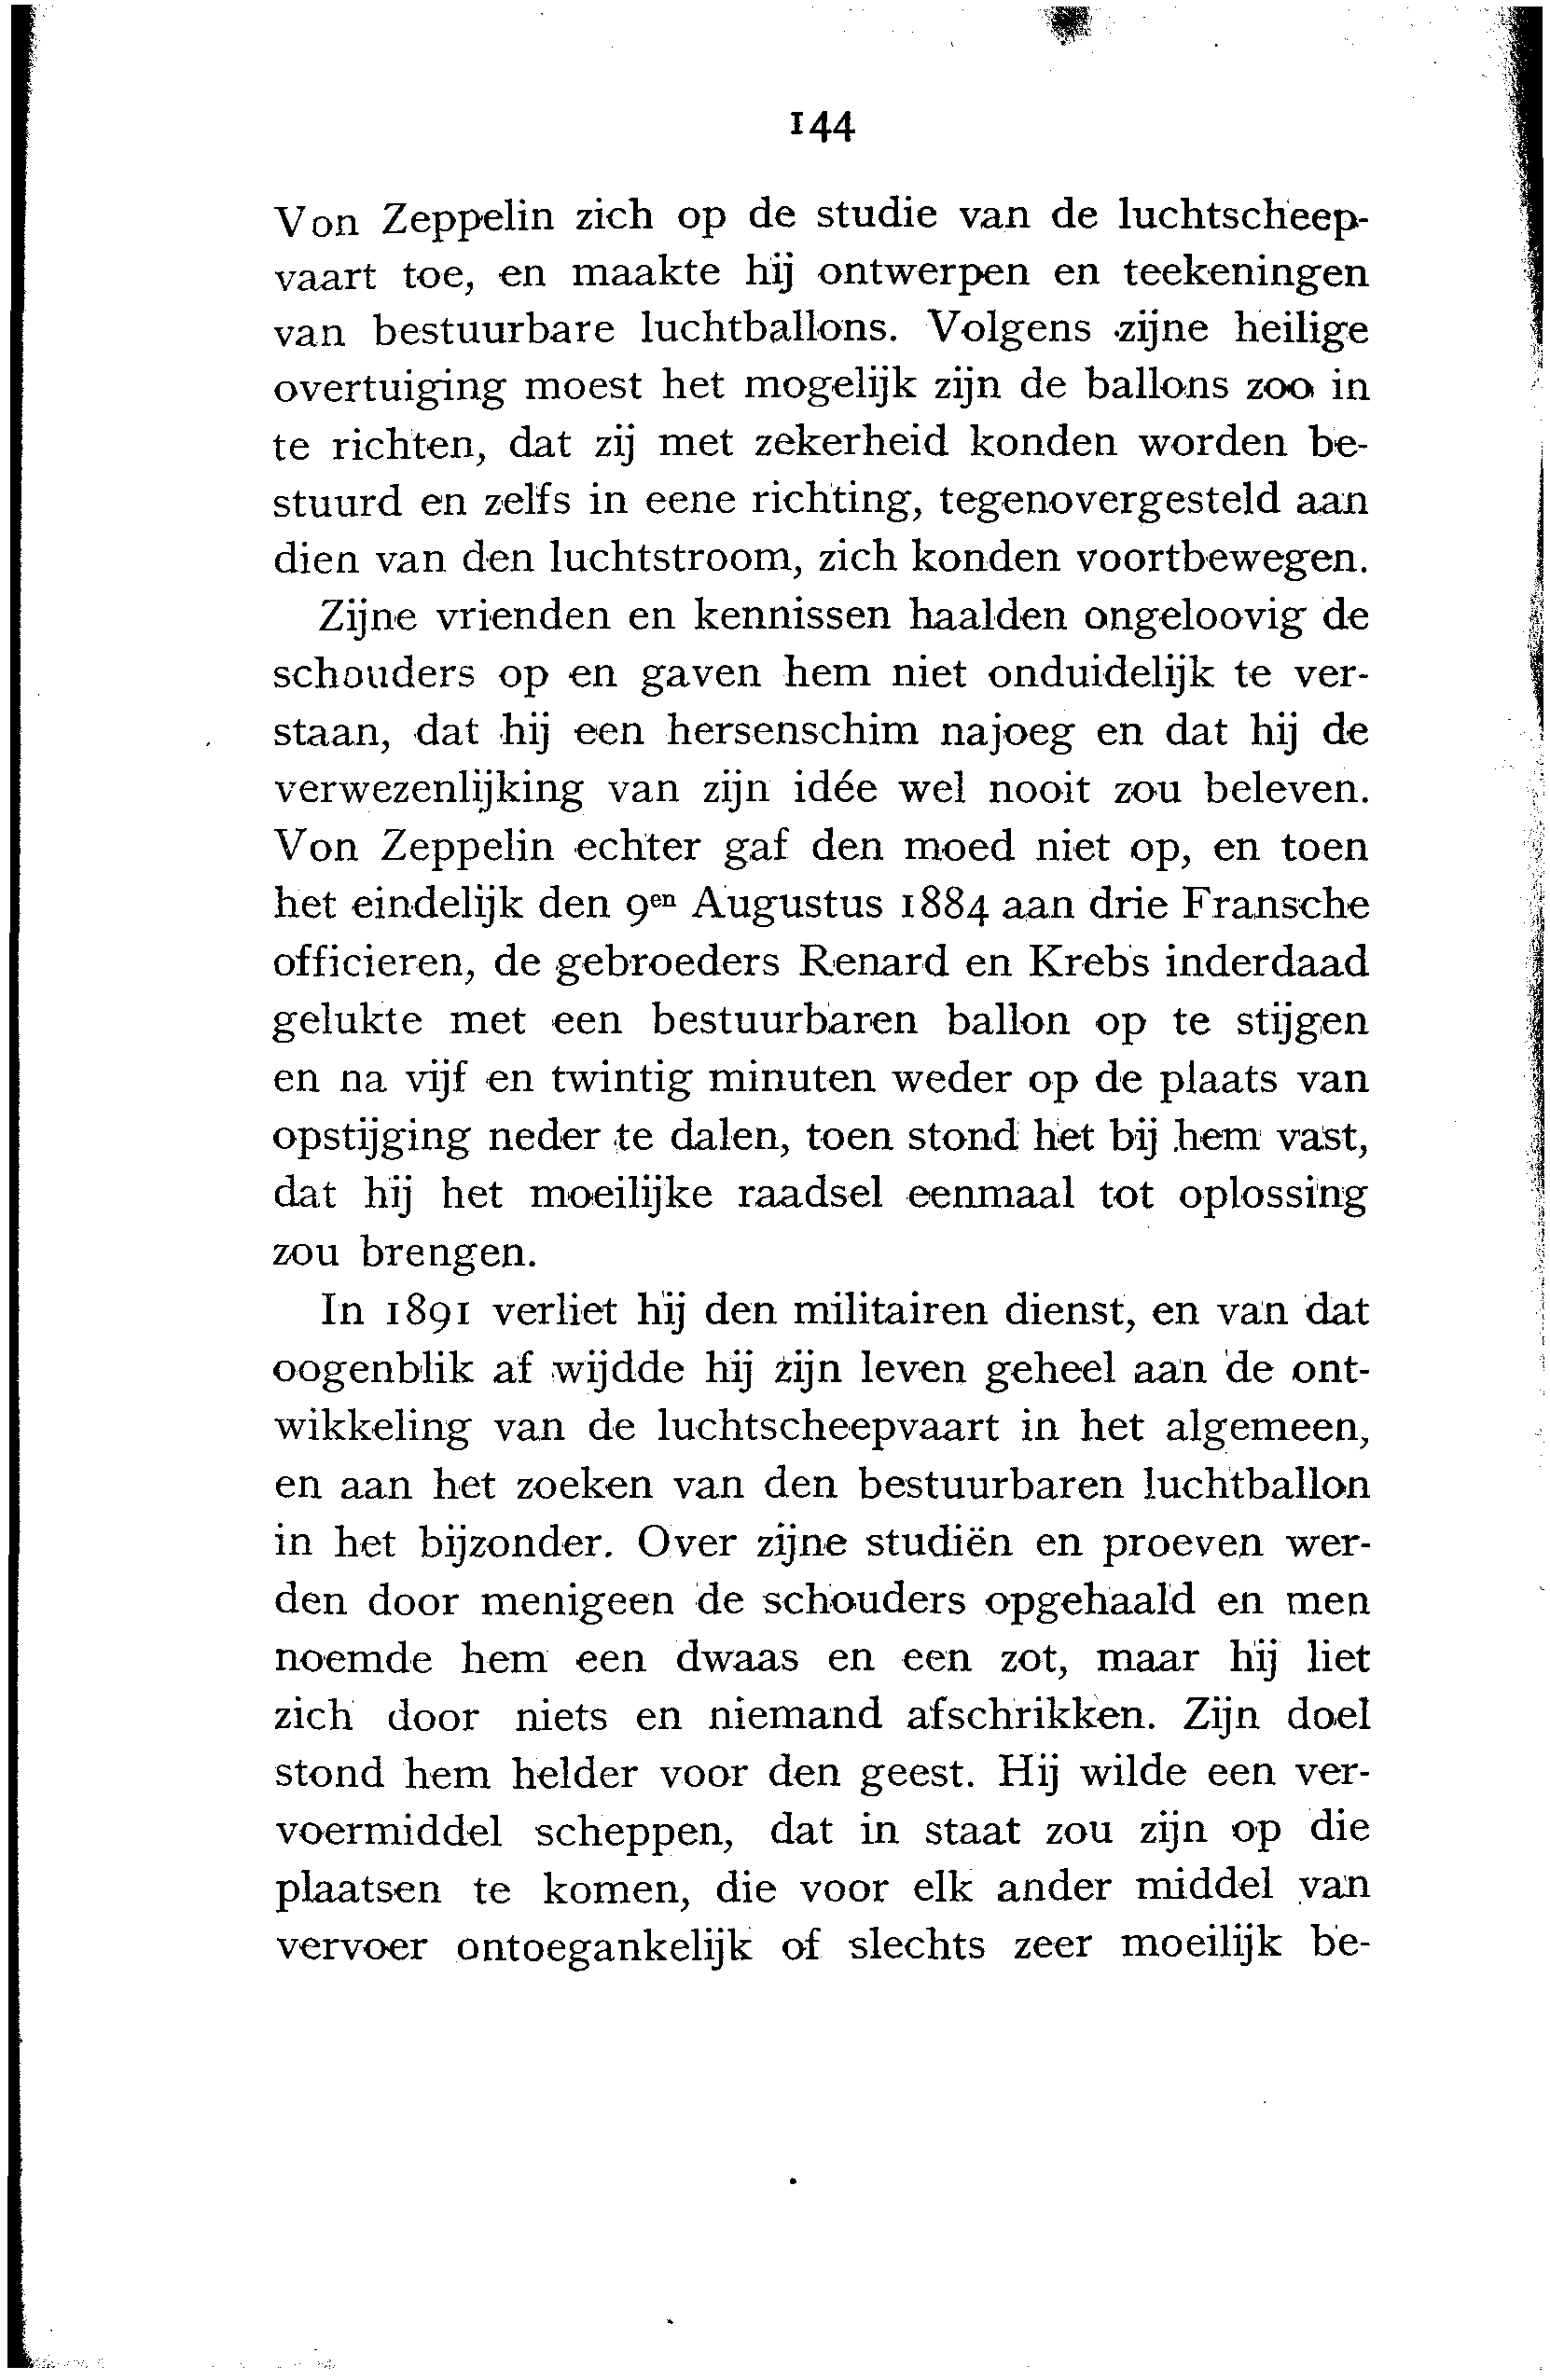 144
Von Zeppelin zich op de studie van de luchtscheep-
vaart toe, en maakte hij ontwerpen en teekeningen
van bestuurbare luchtballons. Volgens zijne heilige
overtuiging moest het mogelijk zijn de ballons zoo in
te richten, dat zij met zekerheid konden worden be-
stuurd en zelfs in eene richting, tegenovergesteld aan
dien van den luchtstroom, zich konden voortbewegen.
Zijne vrienden en kennissen haalden ongeloovig de
schouders op en gaven hem niet onduidelijk te ver-
staan, dat hij een hersenschim najoeg en dat hij de
verwezenlijking van zijn idée wel nooit zou beleven.
Von Zeppelin echter gaf den moed niet op, en toen
het eindelijk den 9en Augustus 1884 aan drie Fransche
officieren, de gebroeders Renard en Krebs inderdaad
gelukte met een bestuurbaren ballon op te stijgen
en na vijf en twintig minuten weder op de plaats van
opstijging neder te dalen, toen stond het bij hem vast,
dat hij het moeilijke raadsel eenmaal tot oplossing
zou brengen.
In 1891 verliet hij den militairen dienst, en van dat
oogenblik af wijdde hij zijn leven geheel aan de ont-
wikkeling van de luchtscheepvaart in het algemeen,
en aan het zoeken van den bestuurbaren luchtballon
in het bijzonder. Over zijne studiën en proeven wer-
den door menigeen de schouders opgehaald en men
noemde hem een dwaas en een zot, maar hij liet
zich door niets en niemand afschrikken. Zijn doel
stond hem helder voor den geest. Hij wilde een ver-
voermiddel scheppen, dat in staat zou zijn op die
plaatsen te komen, die voor elk ander middel van
vervoer ontoegankelijk of slechts zeer moeilijk be-